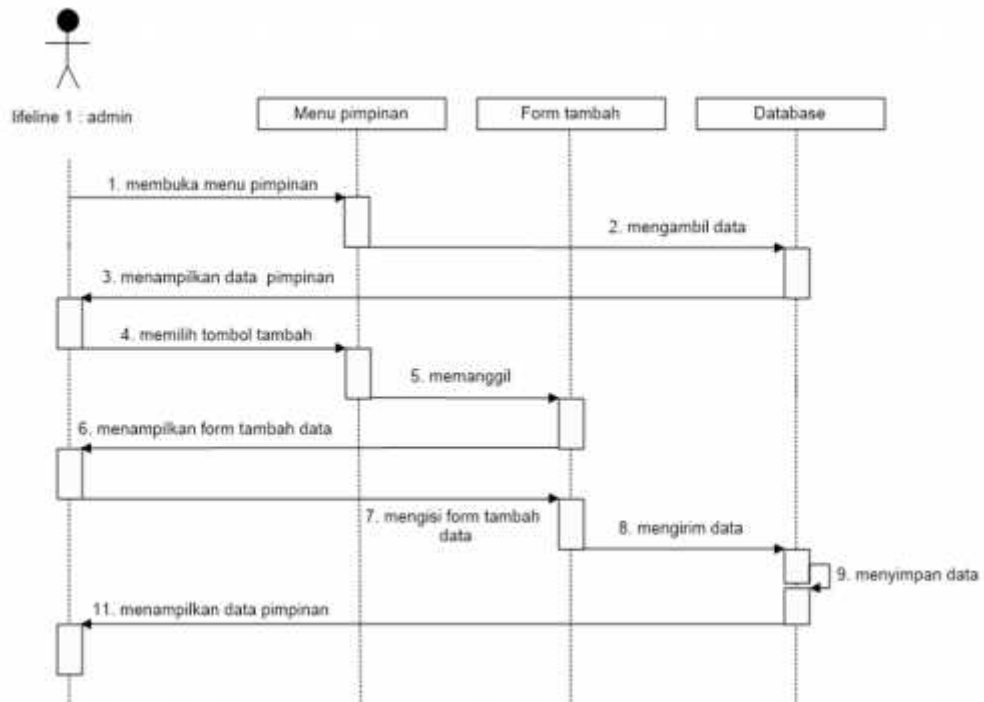 lifeline 1 : admin
Menu pimpinan
Form tambah
Database
1. membuka menu pimpinan
2. mengambil data
3. menampilkan data pimpinan
4. memilih tombol tambah
5. memanggil
6. menampilkan form tambah data
7. mengisi form tambah
data
8. mengirim data
9. menyimpan data
11. menampilkan data pimpinan